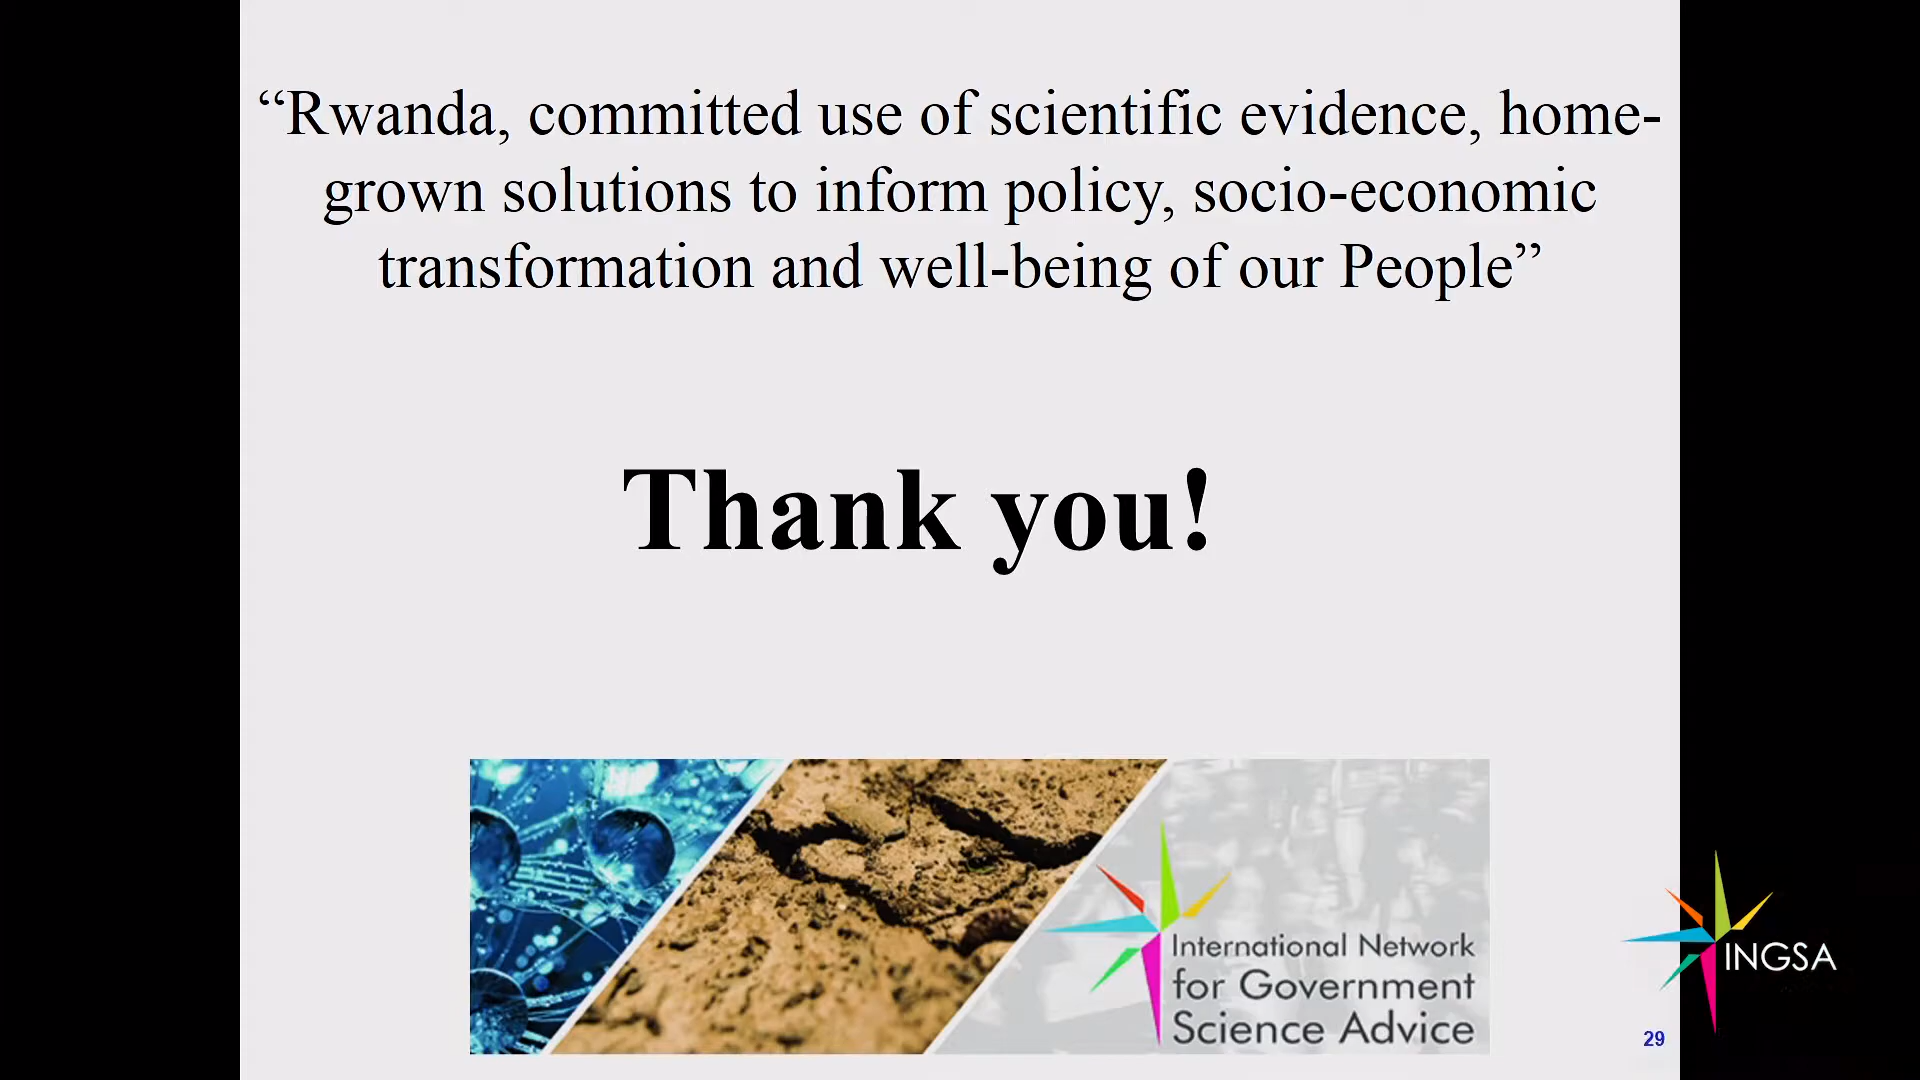 “Rwanda, committed use of scientific evidence, home-
grown solutions to inform policy, socio-economic
transformation and well-being of our People”
Thank you!
International Network
for Government
Science Advice
INGSA
29